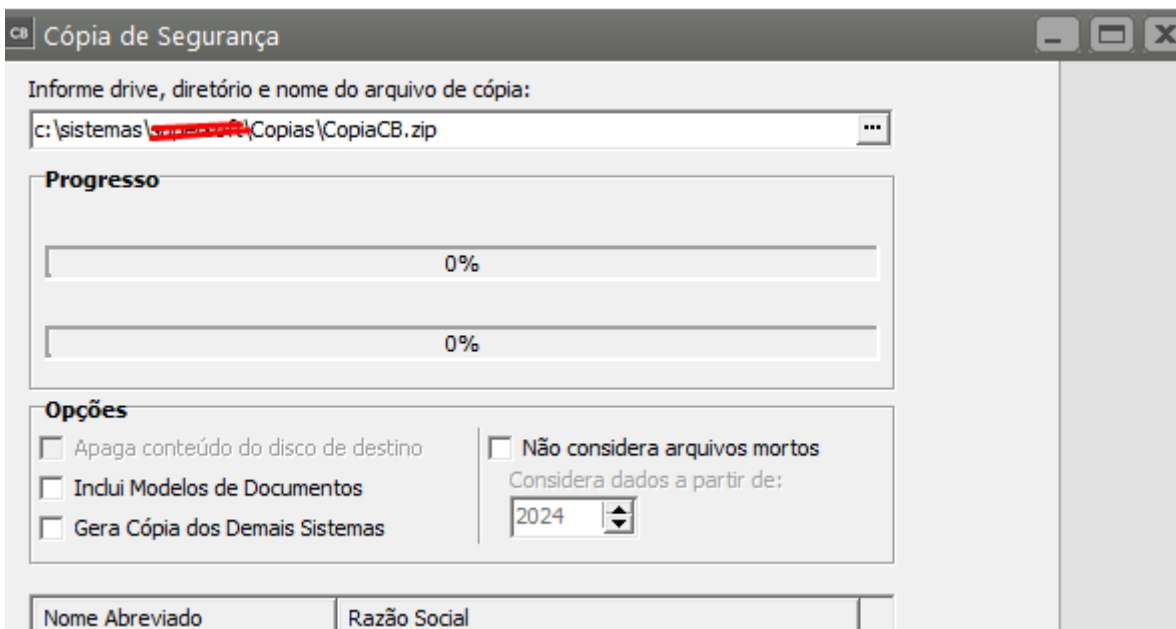 CB Cópia de Segurança
Informe drive, diretório e nome do arquivo de cópia:
c:\sistemas\ \Copias\CopiaCB.zip
Progresso
0%
0%
Opções
Apaga conteúdo do disco de destino
Inclui Modelos de Documentos
Gera Cópia dos Demais Sistemas
Não considera arquivos mortos
Considera dados a partir de:
2024
Nome Abreviado Razão Social